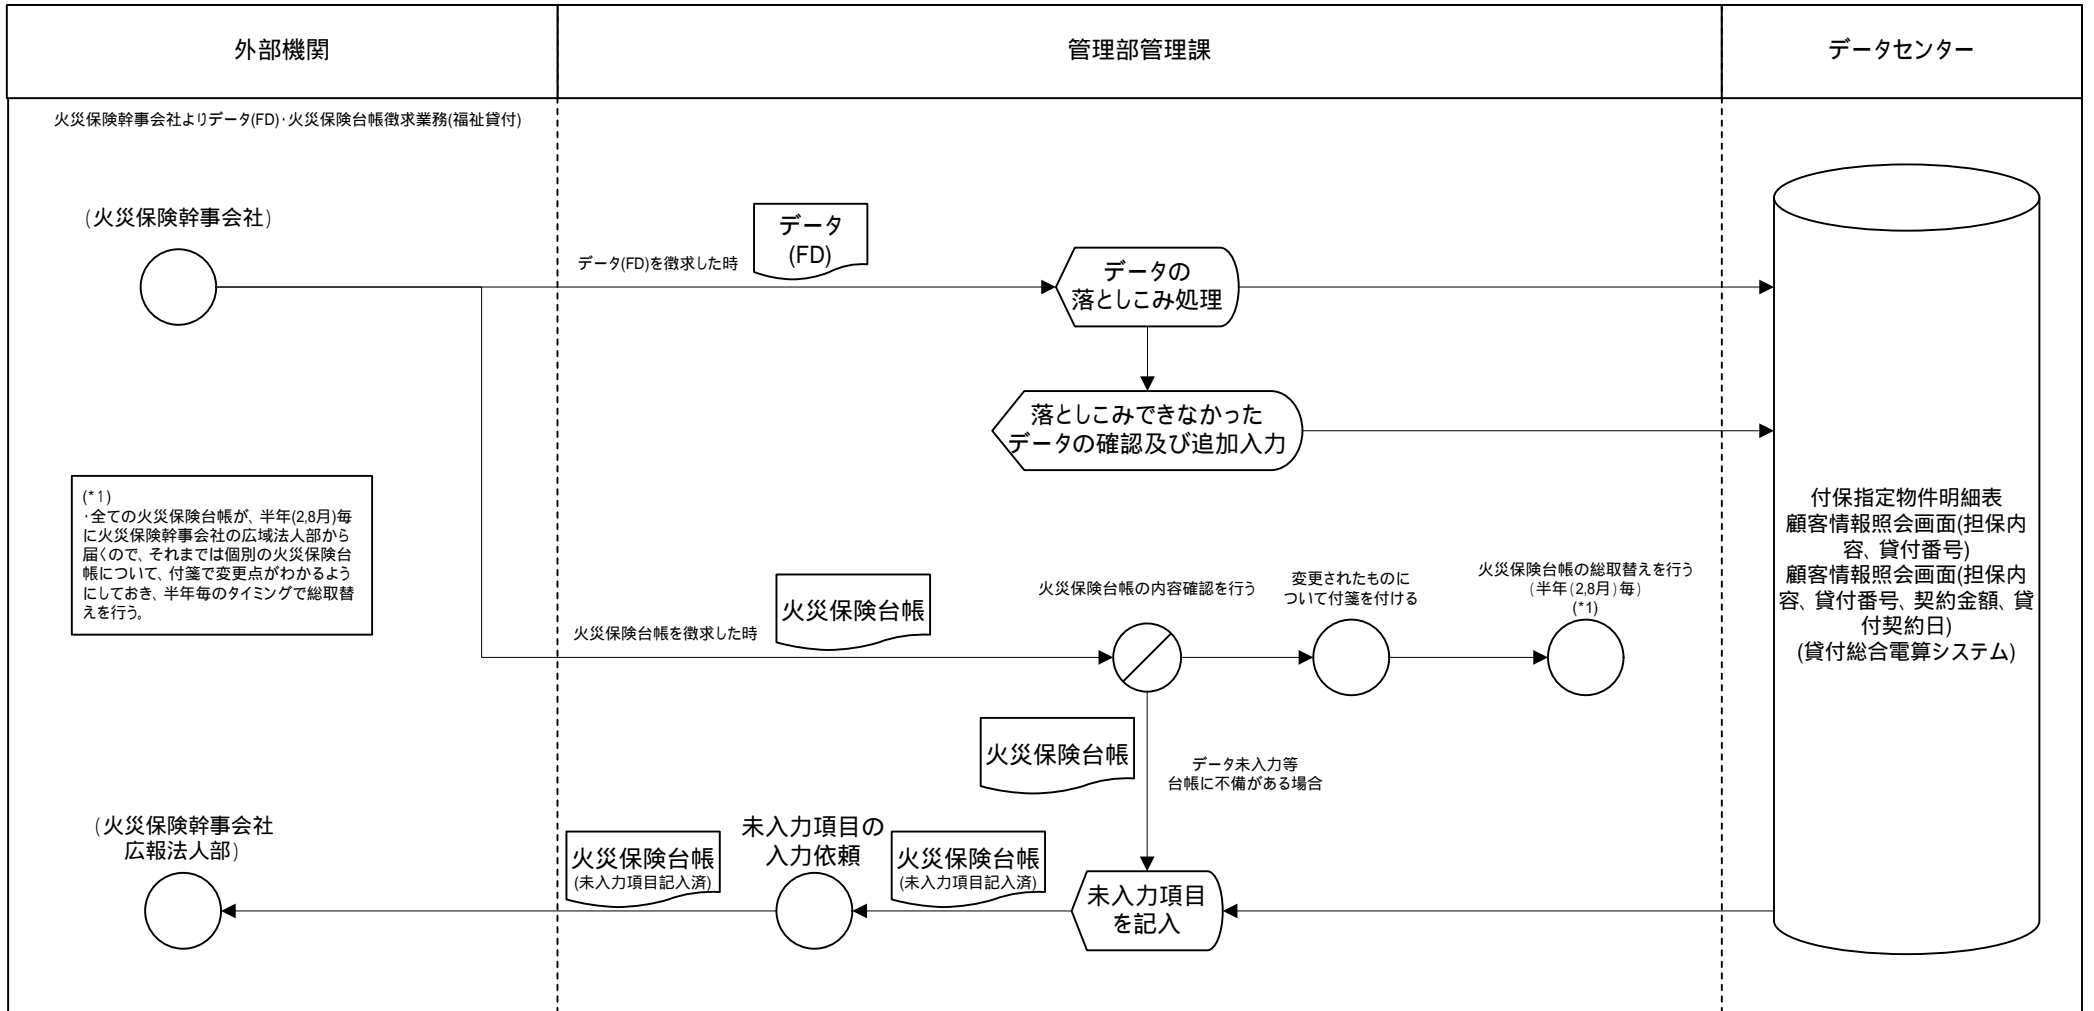 外部機関
管理部管理課
データセンター
火災保険幹事会社よりデータ(FD)･火災保険台帳徴求業務(福祉貸付)
(火災保険幹事会社)
データ(FD)を徴求した時
データ
(FD)
データの
落としこみ処理
落としこみできなかった
データの確認及び追加入力
(*1)
･全ての火災保険台帳が、半年(2,8月)毎
に火災保険幹事会社の広域法人部から
届くので、それまでは個別の火災保険台
帳について、付箋で変更点がわかるよう
にしておき、半年毎のタイミングで総取替
えを行う。
火災保険台帳を徴求した時
火災保険台帳
火災保険台帳の内容確認を行う
変更されたものに
ついて付箋を付ける
火災保険台帳の総取替えを行う
(半年(2,8月)毎)
(*1)
付保指定物件明細表
顧客情報照会画面(担保内
容、貸付番号)
顧客情報照会画面(担保内
容、貸付番号、契約金額、貸
付契約日)
(貸付総合電算システム)
火災保険台帳
データ未入力等
台帳に不備がある場合
(火災保険幹事会社
広報法人部)
火災保険台帳
(未入力項目記入済)
未入力項目の
入力依頼
火災保険台帳
(未入力項目記入済)
未入力項目
を記入